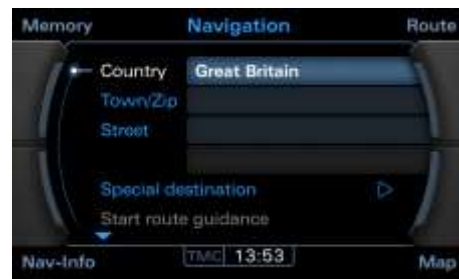 Memory Navigation Route
Country Great Britain
Town/Zip
Street
Special destination
Start route guidance
Nav-Info TMC 13:53 Map